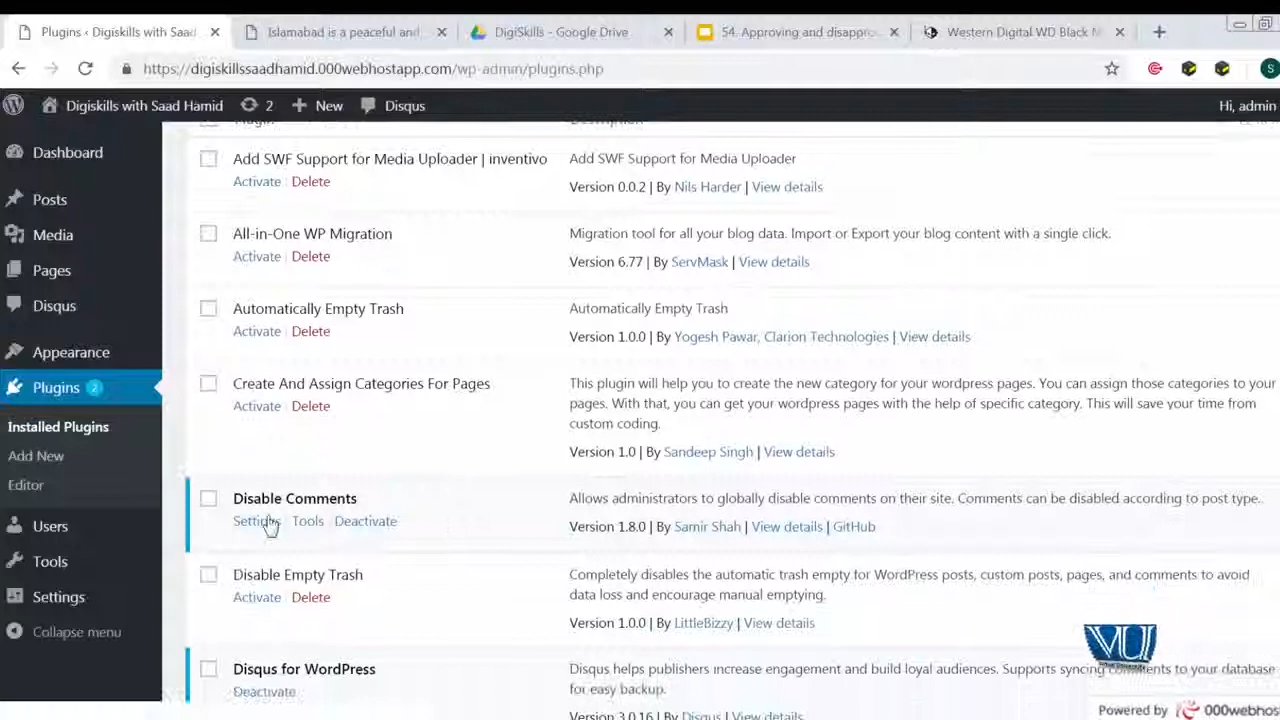 Plugins ‹ Digiskills with Saad
Islamabad is a peaceful and
DigiSkills - Google Drive
54. Approving and disappro
Western Digital WD Black M
https://digiskillssaadhamid.000webhostapp.com/wp-admin/plugins.php
S
Digiskills with Saad Hamid
2
New
Disqus
Hi, admin
Dashboard
Posts
Media
Pages
Disqus
Appearance
Plugins 2
Installed Plugins
Add New
Editor
Users
Tools
Settings
Collapse menu
Plugin
Description
Add SWF Support for Media Uploader | inventivo
Activate | Delete
Add SWF Support for Media Uploader
Version 0.0.2 | By Nils Harder | View details
All-in-One WP Migration
Activate | Delete
Migration tool for all your blog data. Import or Export your blog content with a single click.
Version 6.77 | By ServMask | View details
Automatically Empty Trash
Activate | Delete
Automatically Empty Trash
Version 1.0.0 | By Yogesh Pawar, Clarion Technologies | View details
Create And Assign Categories For Pages
Activate | Delete
This plugin will help you to create the new category for your wordpress pages. You can assign those categories to your
pages. With that, you can get your wordpress pages with the help of specific category. This will save your time from
custom coding.
Version 1.0 | By Sandeep Singh | View details
Disable Comments
Settings Tools Deactivate
Allows administrators to globally disable comments on their site. Comments can be disabled according to post type.
Version 1.8.0 | By Samir Shah | View details | GitHub
Disable Empty Trash
Activate | Delete
Completely disables the automatic trash empty for WordPress posts, custom posts, pages, and comments to avoid
data loss and encourage manual emptying.
Version 1.0.0 | By LittleBizzy | View details
Disqus for WordPress
Deactivate
Disqus helps publishers increase engagement and build loyal audiences. Supports syncing comments to your database
for easy backup.
Version 3.0.16 | By Disqus | View details
VU
Powered by 000webhos